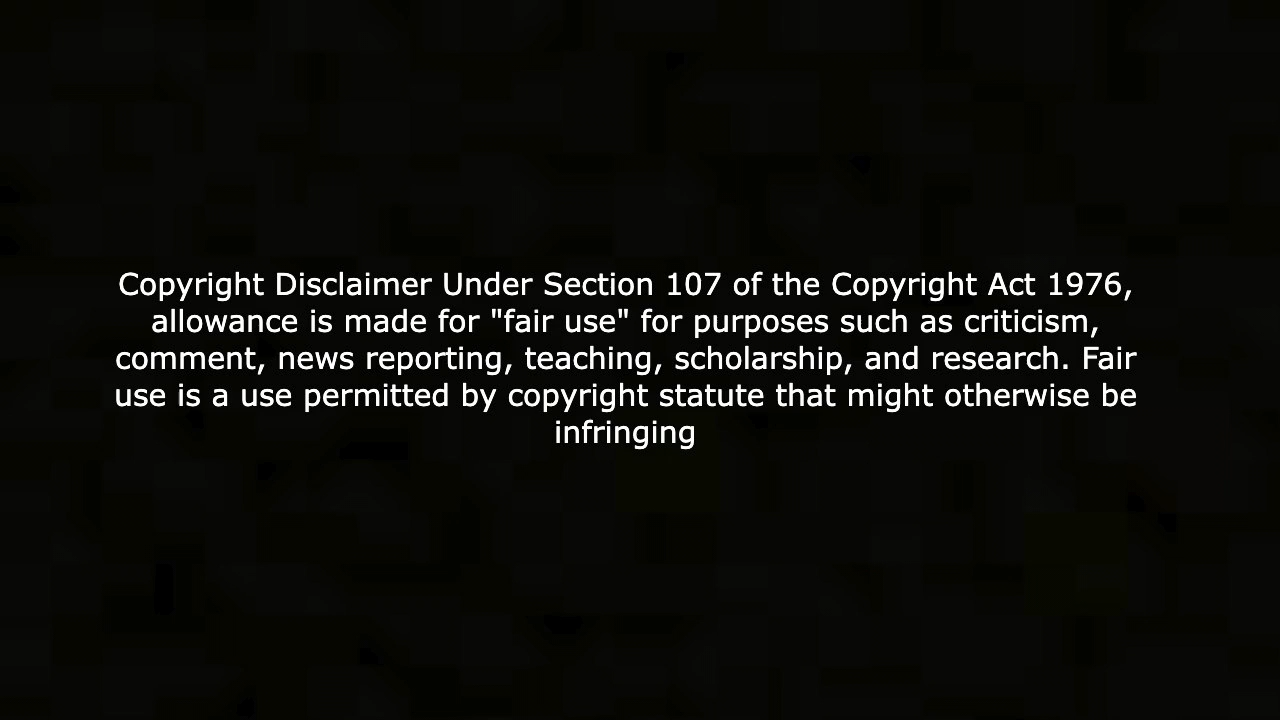 Copyright Disclaimer Under Section 107 of the Copyright Act 1976,
allowance is made for "fair use" for purposes such as criticism,
comment, news reporting, teaching, scholarship, and research. Fair
use is a use permitted by copyright statute that might otherwise be
infringing